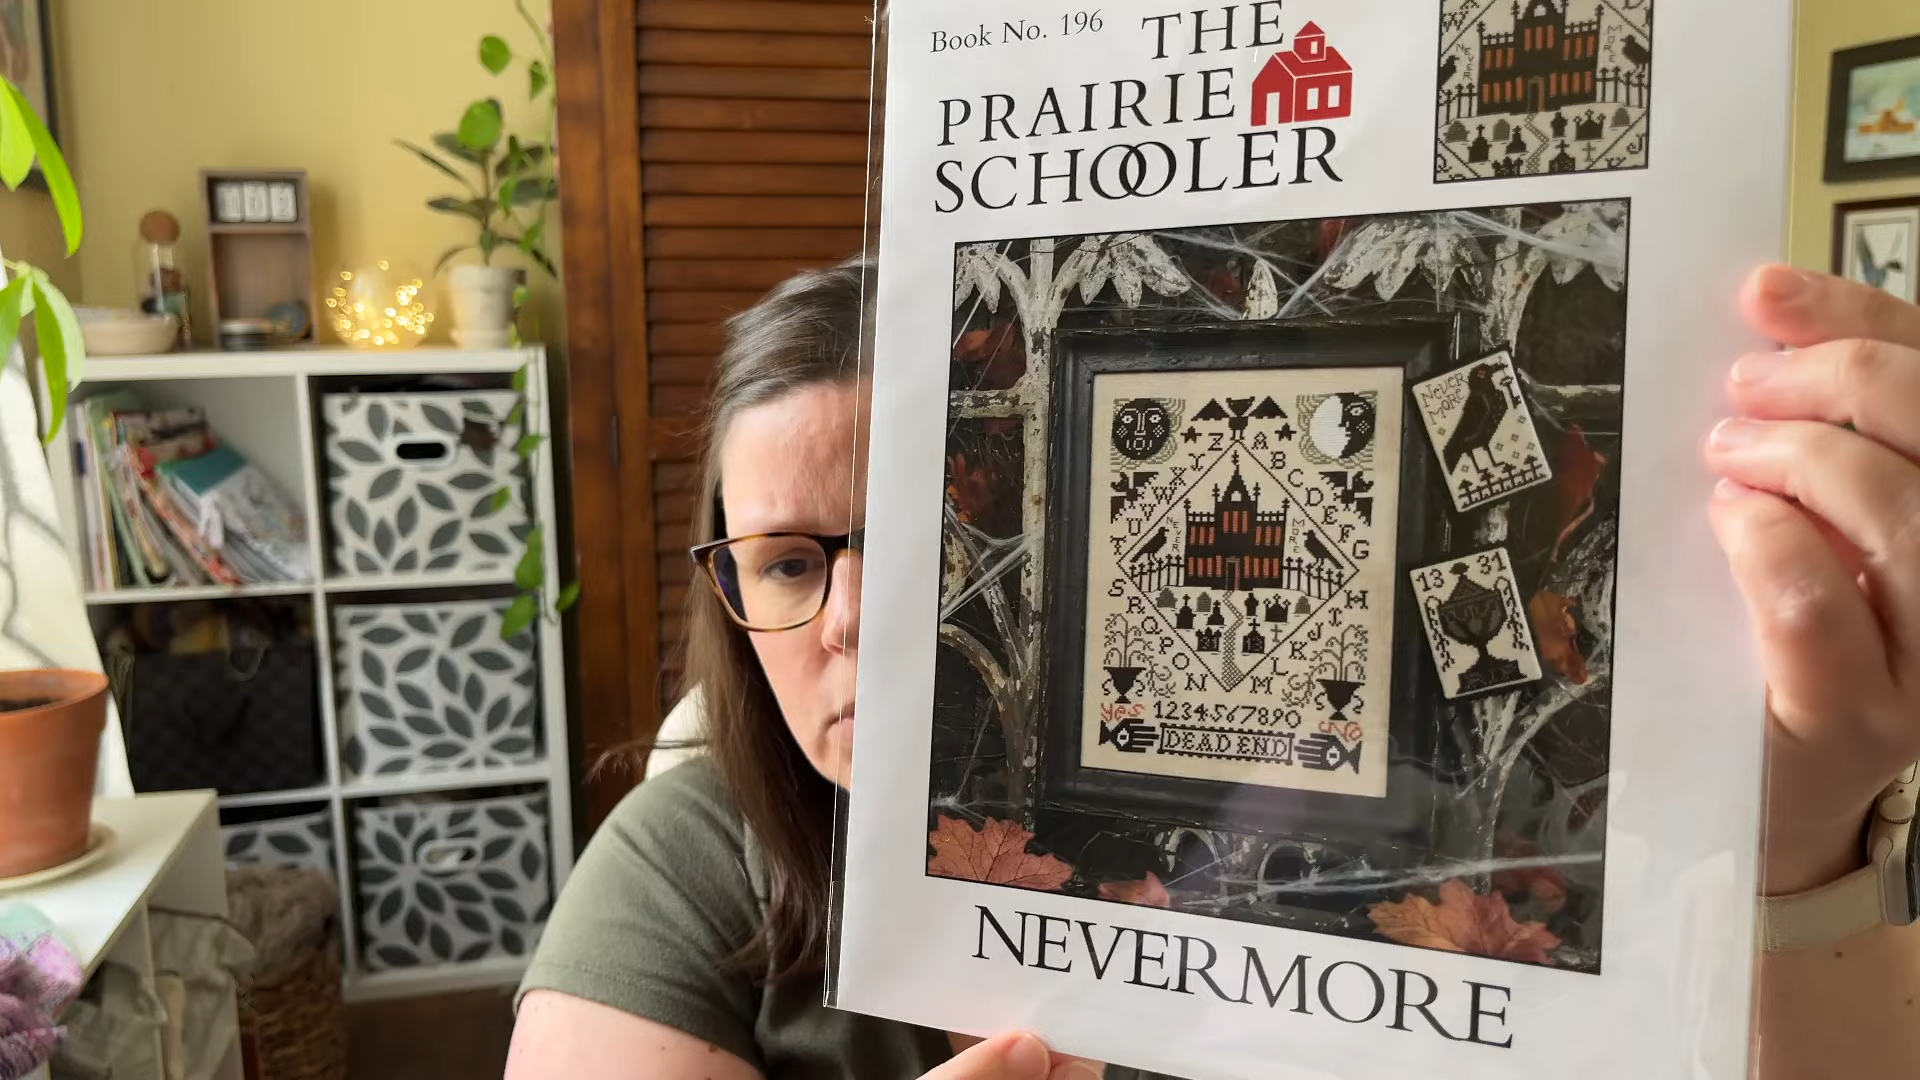 Book No. 196
THE
PRAIRIE
SCHOOLER
NEVER
MORE
Z A
Y B
X C
W D
V E
U F
T G
S H
R I
Q J
P K
O L
N M
NEVER
MORE
yes 1234567890 no
DEAD END
NEVER
MORE
13 31
NEVERMORE